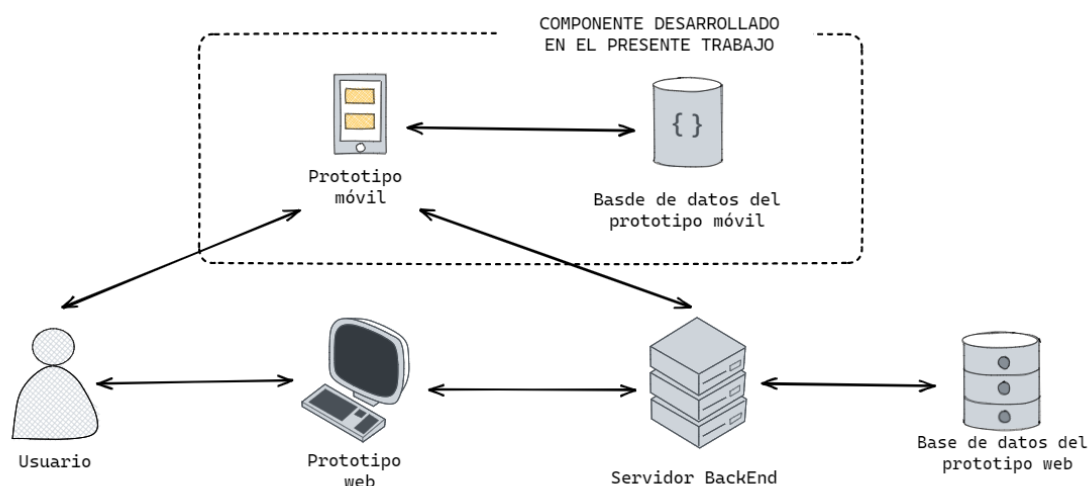 COMPONENTE DESARROLLADO
EN EL PRESENTE TRABAJO
{ }
Prototipo
móvil
Basde de datos del
prototipo móvil
Usuario
Prototipo
web
Servidor BackEnd
Base de datos del
prototipo web